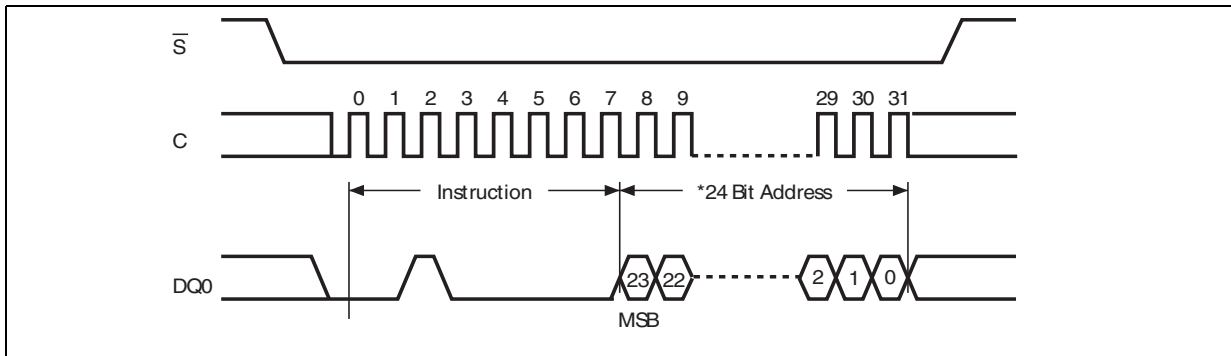 S
0 1 2 3 4 5 6 7 8 9 29 30 31
C
Instruction *24 Bit Address
DQ0 23 22 2 1 0
MSB